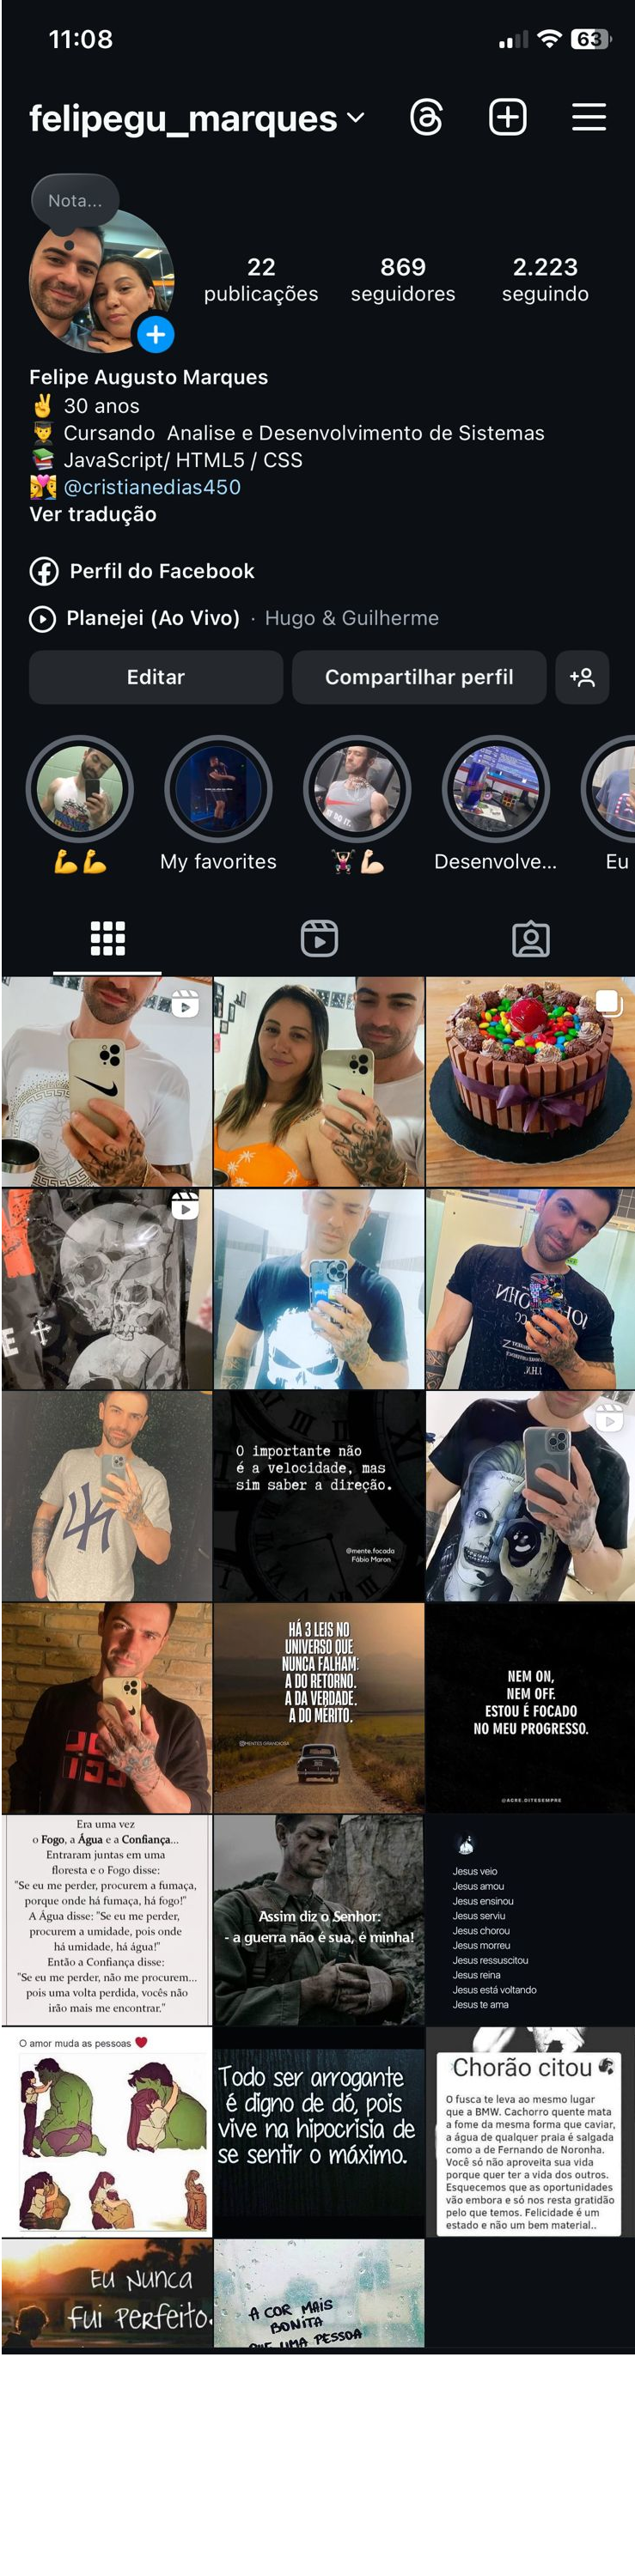 11:08
63
felipegu_marques
Nota...
22
publicações
869
seguidores
2.223
seguindo
Felipe Augusto Marques
✌️ 30 anos
👨‍🎓 Cursando  Analise e Desenvolvimento de Sistemas
📚 JavaScript/ HTML5 / CSS
💏 @cristianedias450
Ver tradução
Perfil do Facebook
Planejei (Ao Vivo) · Hugo & Guilherme
Editar
Compartilhar perfil
💪💪
My favorites
🏋️💪🏻
Desenvolve...
Eu
O importante não
é a velocidade, mas
sim saber a direção.
@mente.focada
Fábio Maron
HÁ 3 LEIS NO
UNIVERSO QUE
NUNCA FALHAM:
A DO RETORNO.
A DA VERDADE.
A DO MÉRITO.
@MENTES GRANDIOSA
NEM ON,
NEM OFF.
ESTOU É FOCADO
NO MEU PROGRESSO.
@ACRE.DITESEMPRE
Era uma vez
o Fogo, a Água e a Confiança...
Entraram juntas em uma
floresta e o Fogo disse:
"Se eu me perder, procurem a fumaça,
porque onde há fumaça, há fogo!"
A Água disse: "Se eu me perder,
procurem a umidade, pois onde
há umidade, há água!"
Então a Confiança disse:
"Se eu me perder, não me procurem...
pois uma volta perdida, vocês não
irão mais me encontrar."
Assim diz o Senhor:
- a guerra não é sua, é minha!
Jesus veio
Jesus amou
Jesus ensinou
Jesus serviu
Jesus chorou
Jesus morreu
Jesus ressuscitou
Jesus reina
Jesus está voltando
Jesus te ama
O amor muda as pessoas ❤️
Todo ser arrogante
é digno de dó, pois
vive na hipocrisia de
se sentir o máximo.
Chorão citou
O fusca te leva ao mesmo lugar
que a BMW. Cachorro quente mata
a fome da mesma forma que caviar,
a água de qualquer praia é salgada
como a de Fernando de Noronha.
Você só não aproveita sua vida
porque quer ter a vida dos outros.
Esquecemos que as oportunidades
vão embora e só nos resta gratidão
pelo que temos. Felicidade é um
estado e não um bem material..
Eu Nunca
fui Perfeito.
A COR MAIS
BONITA
QUE UMA PESSOA